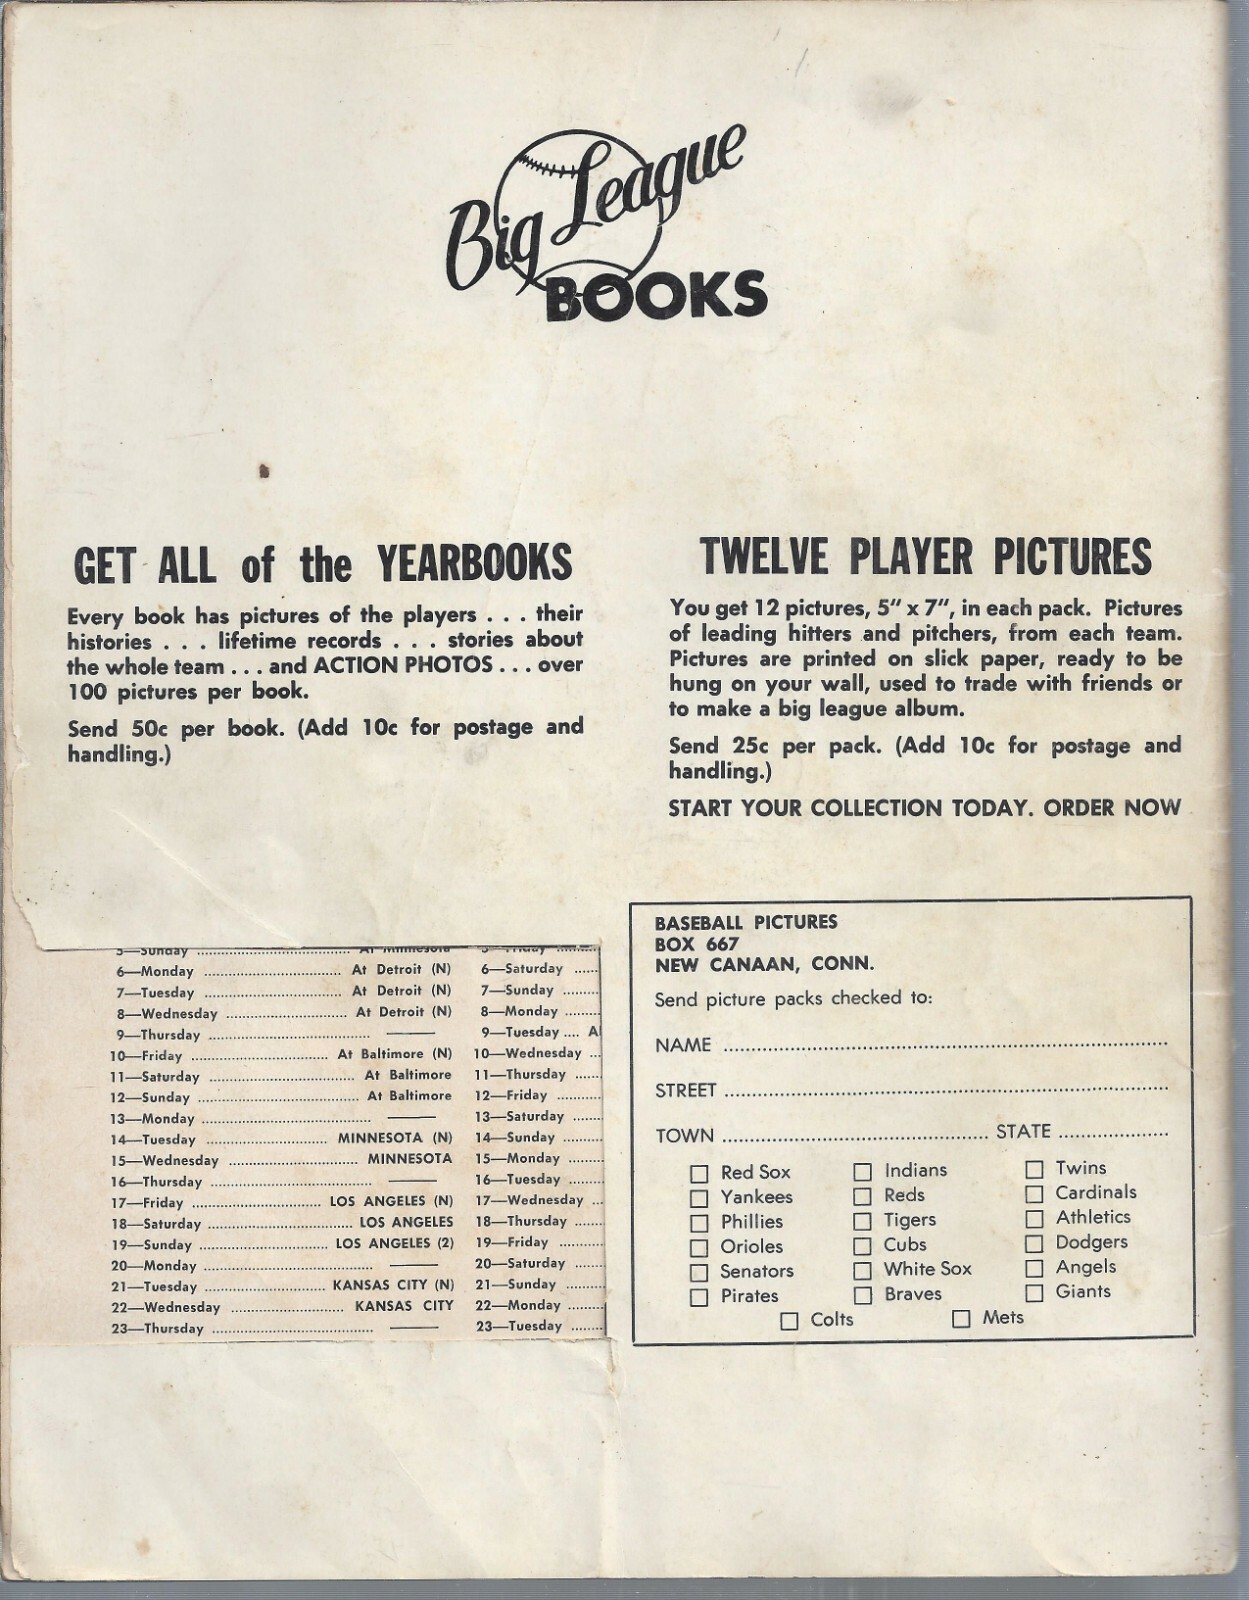 Big League
BOOKS
GET ALL of the YEARBOOKS
Every book has pictures of the players . . . their
histories . . . lifetime records . . . stories about
the whole team . . . and ACTION PHOTOS . . . over
100 pictures per book.
Send 50c per book. (Add 10c for postage and
handling.)
TWELVE PLAYER PICTURES
You get 12 pictures, 5" x 7", in each pack. Pictures
of leading hitters and pitchers, from each team.
Pictures are printed on slick paper, ready to be
hung on your wall, used to trade with friends or
to make a big league album.
Send 25c per pack. (Add 10c for postage and
handling.)
START YOUR COLLECTION TODAY. ORDER NOW
5—Sunday ........ At Minnesota
6—Monday ........ At Detroit (N)
7—Tuesday ........ At Detroit (N)
8—Wednesday ........ At Detroit (N)
9—Thursday ........ ———
10—Friday ........ At Baltimore (N)
11—Saturday ........ At Baltimore
12—Sunday ........ At Baltimore
13—Monday ........ ———
14—Tuesday ........ MINNESOTA (N)
15—Wednesday ........ MINNESOTA
16—Thursday ........ ———
17—Friday ........ LOS ANGELES (N)
18—Saturday ........ LOS ANGELES
19—Sunday ........ LOS ANGELES (2)
20—Monday ........ ———
21—Tuesday ........ KANSAS CITY (N)
22—Wednesday ........ KANSAS CITY
23—Thursday ........ ———
5—Friday ........
6—Saturday ......
7—Sunday ........
8—Monday ........
9—Tuesday .... A
10—Wednesday ...
11—Thursday .....
12—Friday ........
13—Saturday ......
14—Sunday ........
15—Monday ........
16—Tuesday .......
17—Wednesday ..
18—Thursday ......
19—Friday .........
20—Saturday ......
21—Sunday ........
22—Monday .......
23—Tuesday .......
BASEBALL PICTURES
BOX 667
NEW CANAAN, CONN.
Send picture packs checked to:
NAME ........
STREET ........
TOWN ........ STATE ........
☐ Red Sox ☐ Indians ☐ Twins
☐ Yankees ☐ Reds ☐ Cardinals
☐ Phillies ☐ Tigers ☐ Athletics
☐ Orioles ☐ Cubs ☐ Dodgers
☐ Senators ☐ White Sox ☐ Angels
☐ Pirates ☐ Braves ☐ Giants
☐ Colts ☐ Mets